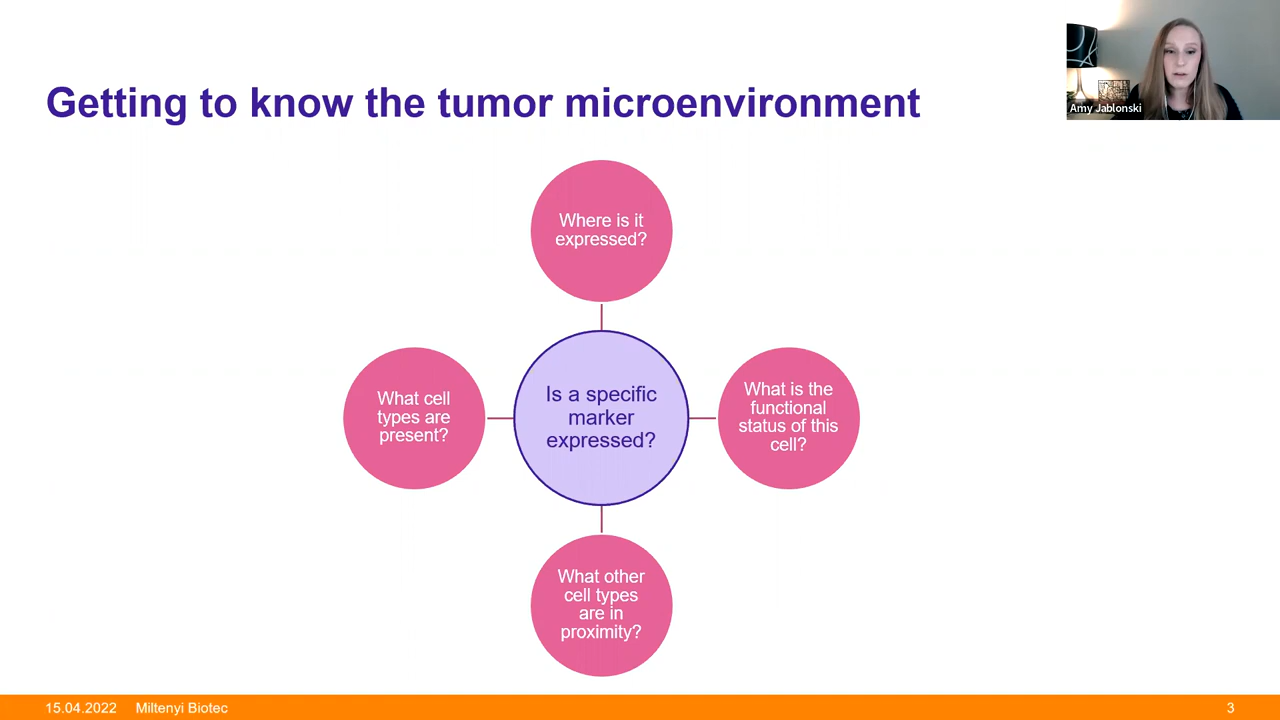 Getting to know the tumor microenvironment
Amy Jablonski
Where is it
expressed?
What cell
types are
present?
Is a specific
marker
expressed?
What is the
functional
status of this
cell?
What other
cell types
are in
proximity?
15.04.2022 Miltenyi Biotec
3